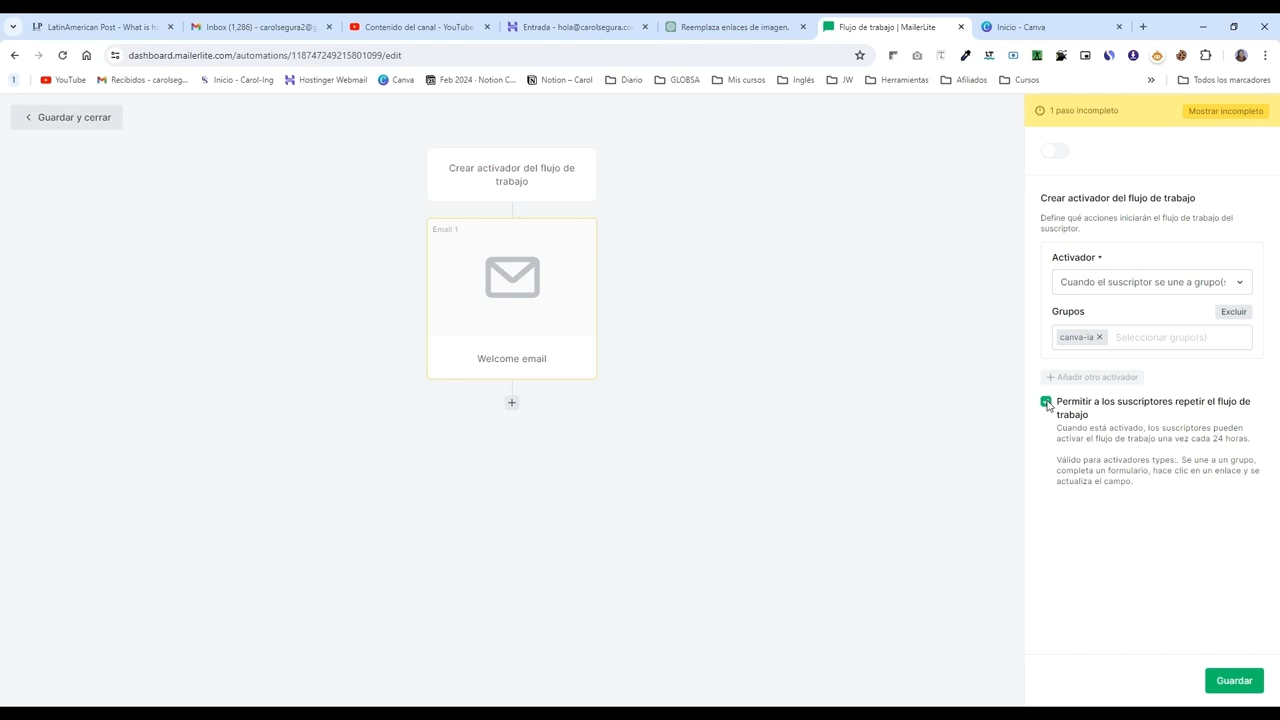 LatinAmerican Post - What is h
Inbox (1,286) - carolsegura2@g
Contenido del canal - YouTube
Entrada - hola@carolsegura.co
Reemplaza enlaces de imagen.
Flujo de trabajo | MailerLite
Inicio - Canva
dashboard.mailerlite.com/automations/118747249215801099/edit
1
YouTube
Recibidos - carolseg...
Inicio - Carol-Ing
Hostinger Webmail
Canva
Feb 2024 - Notion C...
Notion – Carol
Diario
GLOBSA
Mis cursos
Inglés
JW
Herramientas
Afiliados
Cursos
Todos los marcadores
Guardar y cerrar
1 paso incompleto
Mostrar incompleto
Crear activador del flujo de
trabajo
Email 1
Welcome email
Crear activador del flujo de trabajo
Define qué acciones iniciarán el flujo de trabajo del
suscriptor.
Activador
Cuando el suscriptor se une a grupo(s
Grupos
Excluir
canva-ia
Seleccionar grupo(s)
Añadir otro activador
Permitir a los suscriptores repetir el flujo de
trabajo
Cuando está activado, los suscriptores pueden
activar el flujo de trabajo una vez cada 24 horas.
Válido para activadores types:. Se une a un grupo,
completa un formulario, hace clic en un enlace y se
actualiza el campo.
Guardar